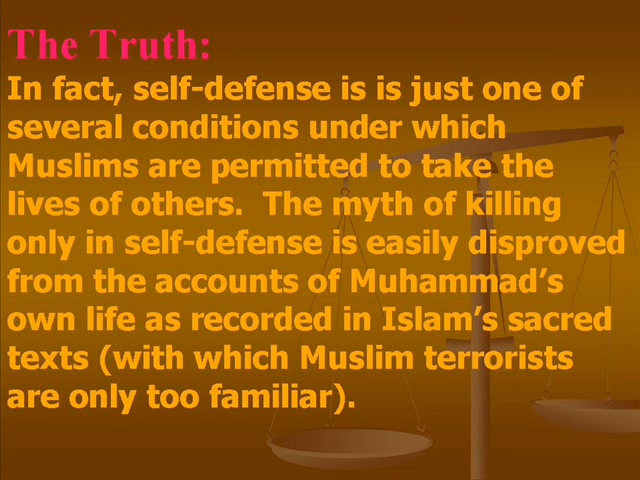 The Truth:
In fact, self-defense is is just one of
several conditions under which
Muslims are permitted to take the
lives of others.  The myth of killing
only in self-defense is easily disproved
from the accounts of Muhammad’s
own life as recorded in Islam’s sacred
texts (with which Muslim terrorists
are only too familiar).